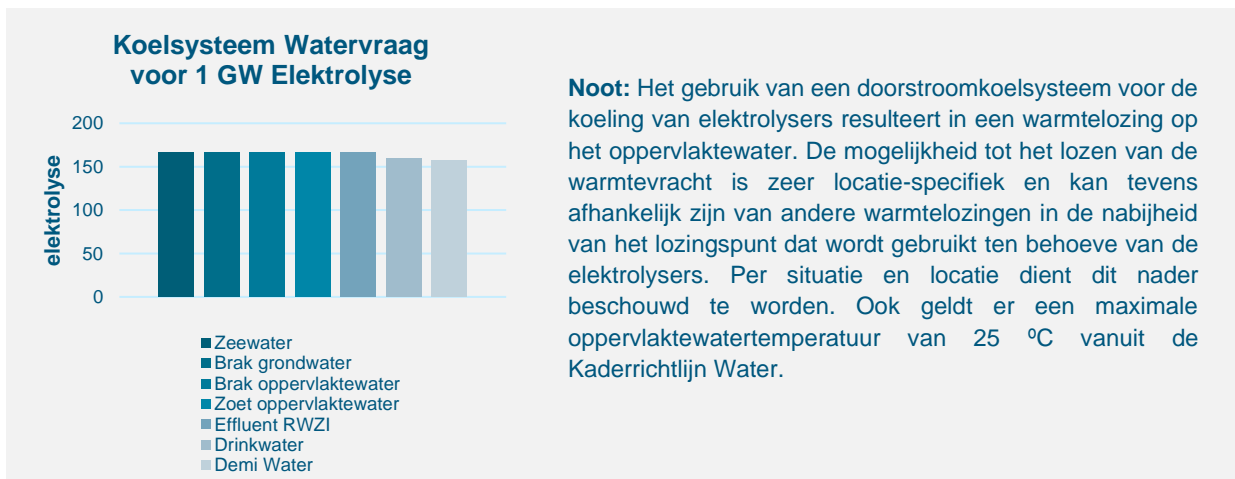 Koelsysteem Watervraag
voor 1 GW Elektrolyse
elektrolyse
200
150
100
50
0
Zeewater
Brak grondwater
Brak oppervlaktewater
Zoet oppervlaktewater
Effluent RWZI
Drinkwater
Demi Water
Noot: Het gebruik van een doorstroomkoelsysteem voor de
koeling van elektrolysers resulteert in een warmtelozing op
het oppervlaktewater. De mogelijkheid tot het lozen van de
warmtevracht is zeer locatie-specifiek en kan tevens
afhankelijk zijn van andere warmtelozingen in de nabijheid
van het lozingspunt dat wordt gebruikt ten behoeve van de
elektrolysers. Per situatie en locatie dient dit nader
beschouwd te worden. Ook geldt er een maximale
oppervlaktewatertemperatuur van 25 ºC vanuit de
Kaderrichtlijn Water.